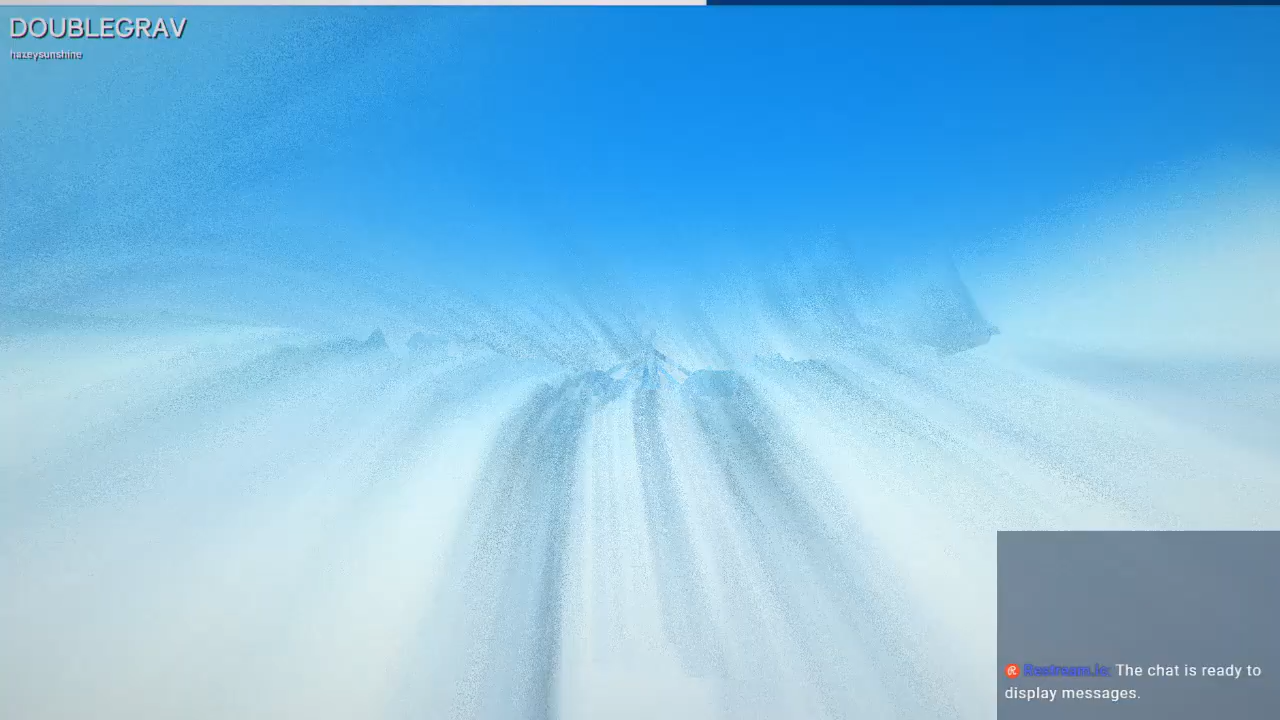 DOUBLEGRAV
hazeysunshine
Restream.io: The chat is ready to
display messages.